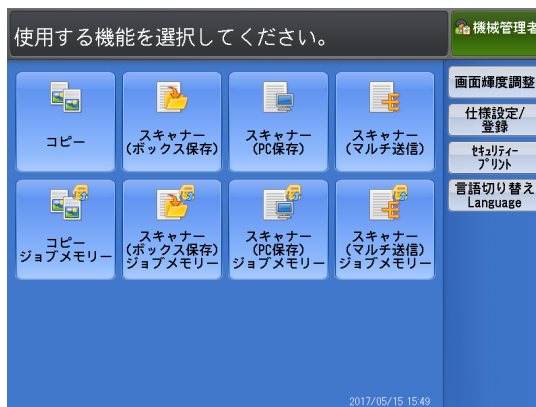 使用する機能を選択してください。
機械管理者
画面輝度調整
仕様設定/
登録
ｾｷｭﾘﾃｨｰ
ﾌﾟﾘﾝﾄ
言語切り替え
Language
コピー
スキャナー
(ボックス保存)
スキャナー
(PC保存)
スキャナー
(マルチ送信)
コピー
ジョブメモリー
スキャナー
(ボックス保存)
ジョブメモリー
スキャナー
(PC保存)
ジョブメモリー
スキャナー
(マルチ送信)
ジョブメモリー
2017/05/15 15:49